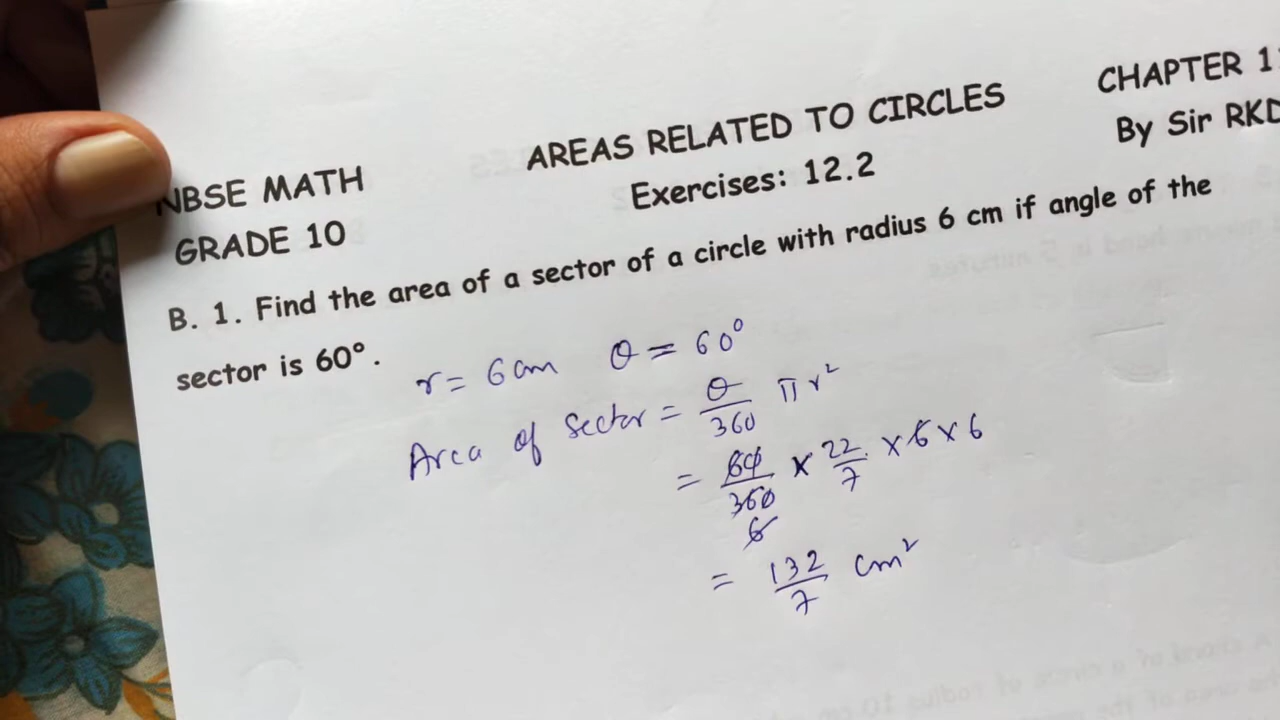 NBSE MATH
GRADE 10
AREAS RELATED TO CIRCLES
Exercises: 12.2
CHAPTER 1
By Sir RKD
B. 1. Find the area of a sector of a circle with radius 6 cm if angle of the
sector is 60°.
r = 6 cm θ = 60°
Area of sector = θ/360 πr²
= 60/360 × 22/7 × 6 × 6
6
= 132/7 cm²